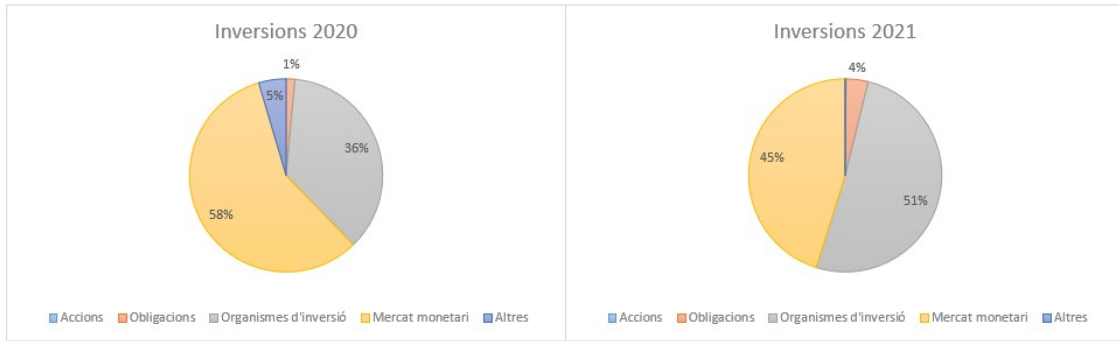 Inversions 2020
1%
5%
36%
58%
Accions Obligacions Organismes d'inversió Mercat monetari Altres
Inversions 2021
4%
45%
51%
Accions Obligacions Organismes d'inversió Mercat monetari Altres